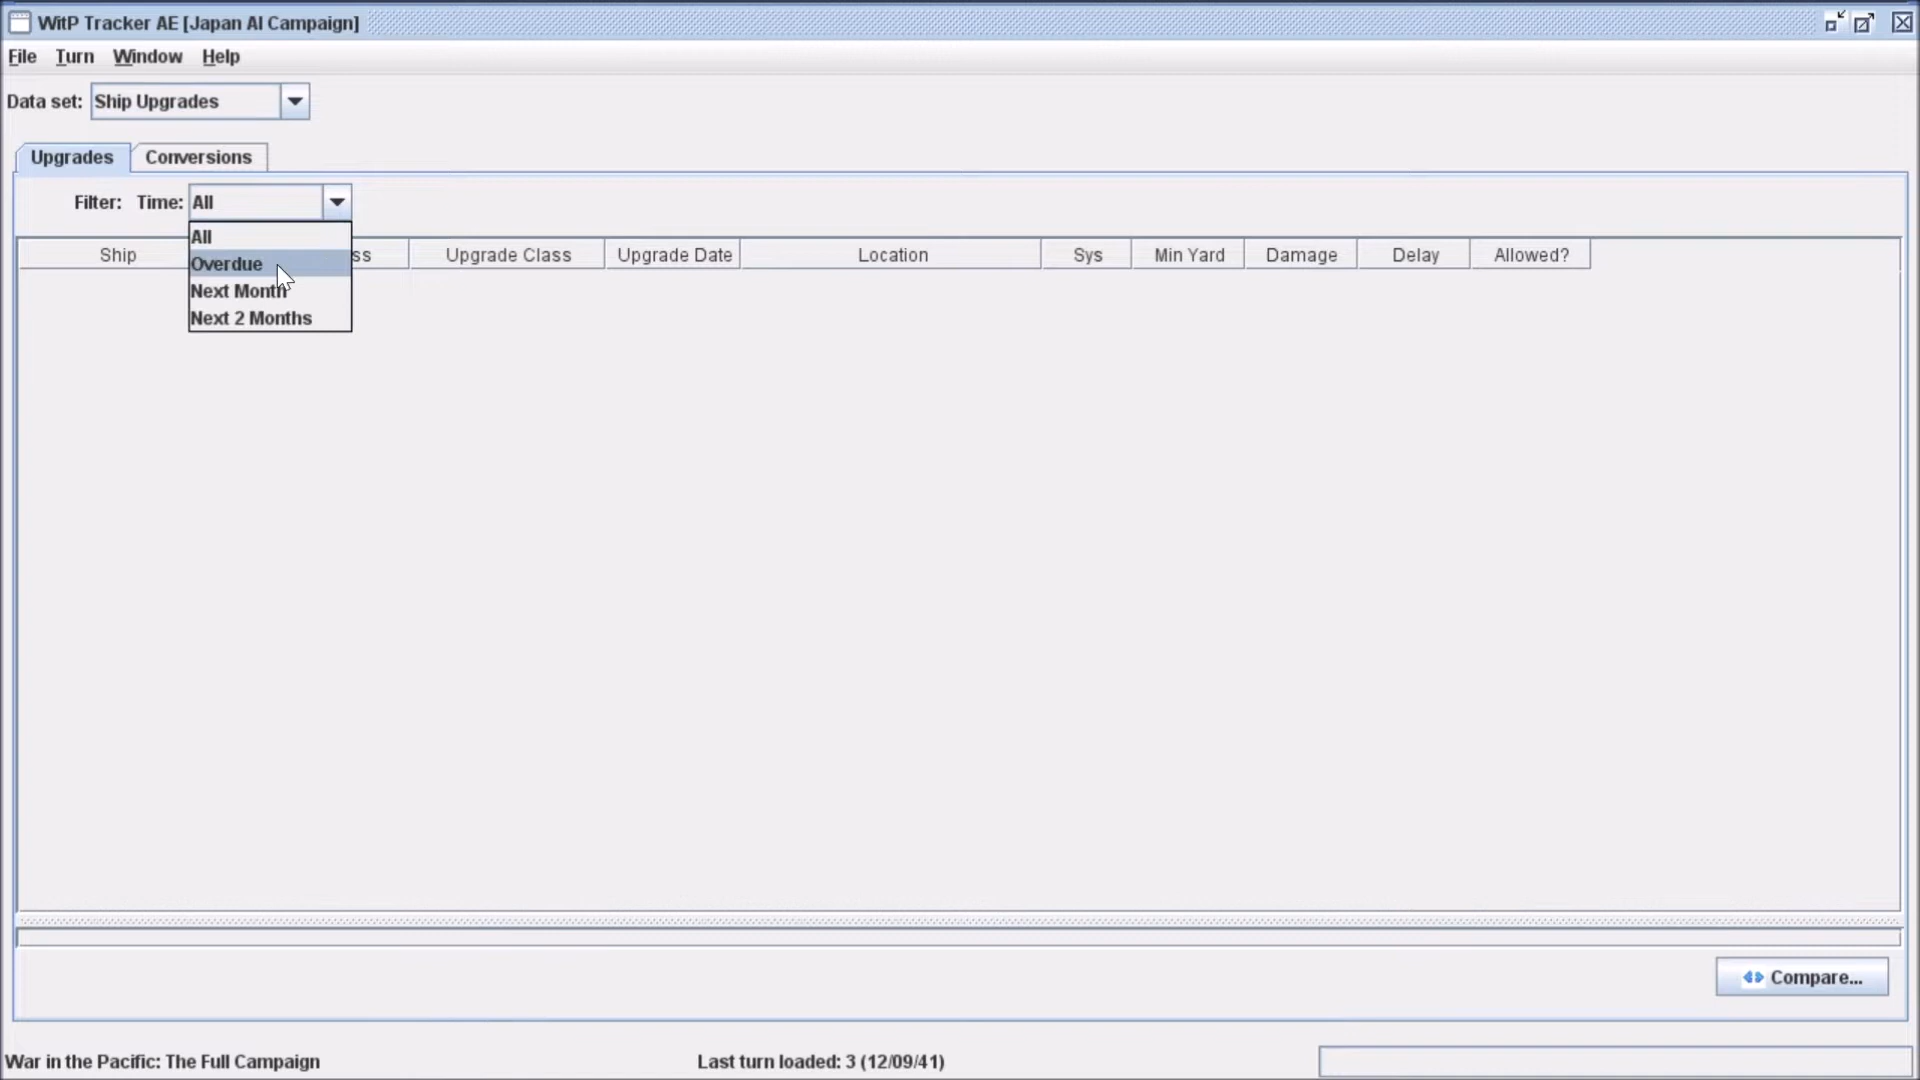 WitP Tracker AE [Japan AI Campaign]
File Turn Window Help
Data set: Ship Upgrades
Upgrades Conversions
Filter: Time: All
All
Overdue
Next Month
Next 2 Months
Ship ss Upgrade Class Upgrade Date Location Sys Min Yard Damage Delay Allowed?
Compare...
War in the Pacific: The Full Campaign Last turn loaded: 3 (12/09/41)